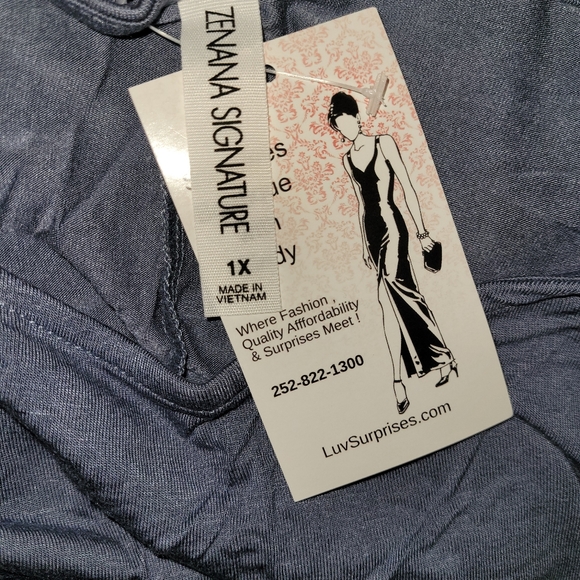 ZENANA SIGNATURE
1X
MADE IN
VIETNAM
Where Fashion ,
Quality Affordability
& Surprises Meet !
252-822-1300
LuvSurprises.com